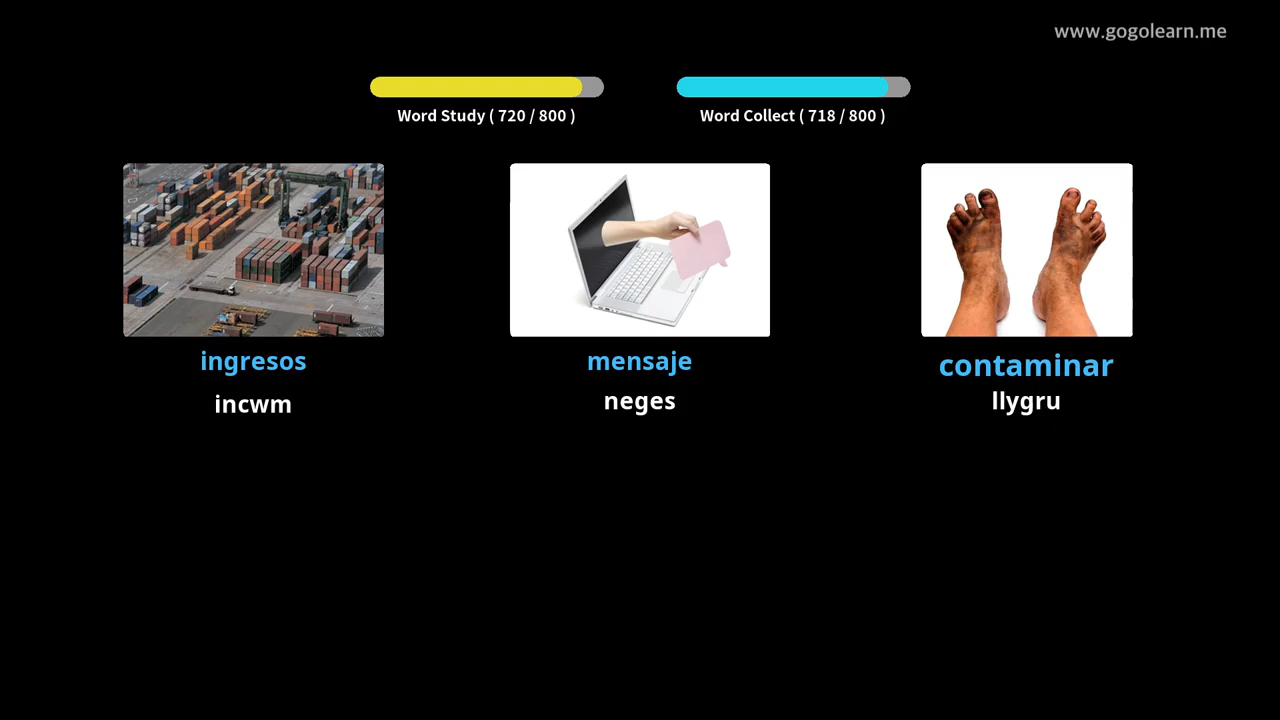 www.gogolearn.me
Word Study ( 720 / 800 )
Word Collect ( 718 / 800 )
ingresos
mensaje
contaminar
incwm
neges
llygru